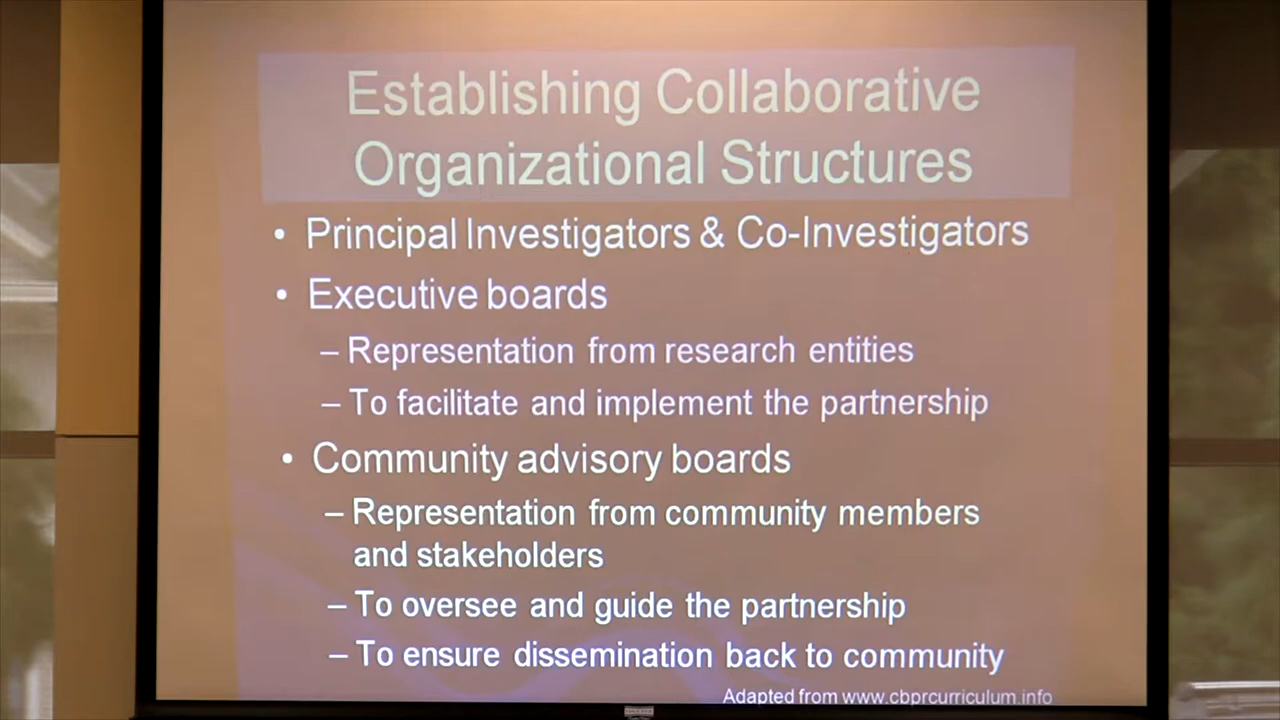 Establishing Collaborative
Organizational Structures
• Principal Investigators & Co-Investigators
• Executive boards
– Representation from research entities
– To facilitate and implement the partnership
• Community advisory boards
– Representation from community members
and stakeholders
– To oversee and guide the partnership
– To ensure dissemination back to community
Adapted from www.cbprcurriculum.info